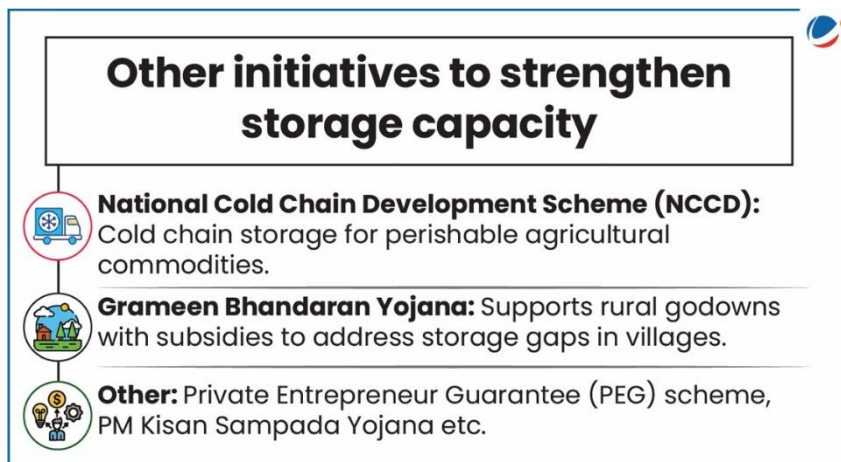 Other initiatives to strengthen
storage capacity
National Cold Chain Development Scheme (NCCD):
Cold chain storage for perishable agricultural
commodities.
Grameen Bhandaran Yojana: Supports rural godowns
with subsidies to address storage gaps in villages.
Other: Private Entrepreneur Guarantee (PEG) scheme,
PM Kisan Sampada Yojana etc.